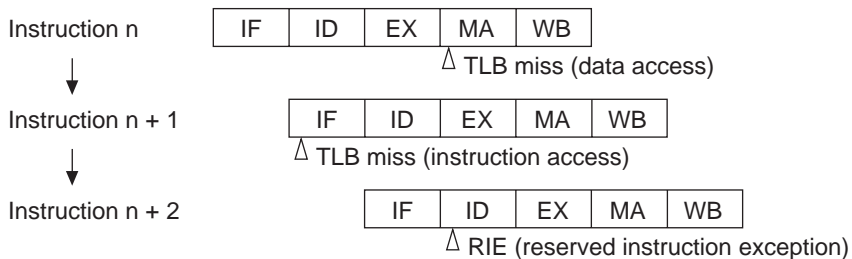 Instruction n IF ID EX MA WB
TLB miss (data access)
Instruction n + 1 IF ID EX MA WB
TLB miss (instruction access)
Instruction n + 2 IF ID EX MA WB
RIE (reserved instruction exception)